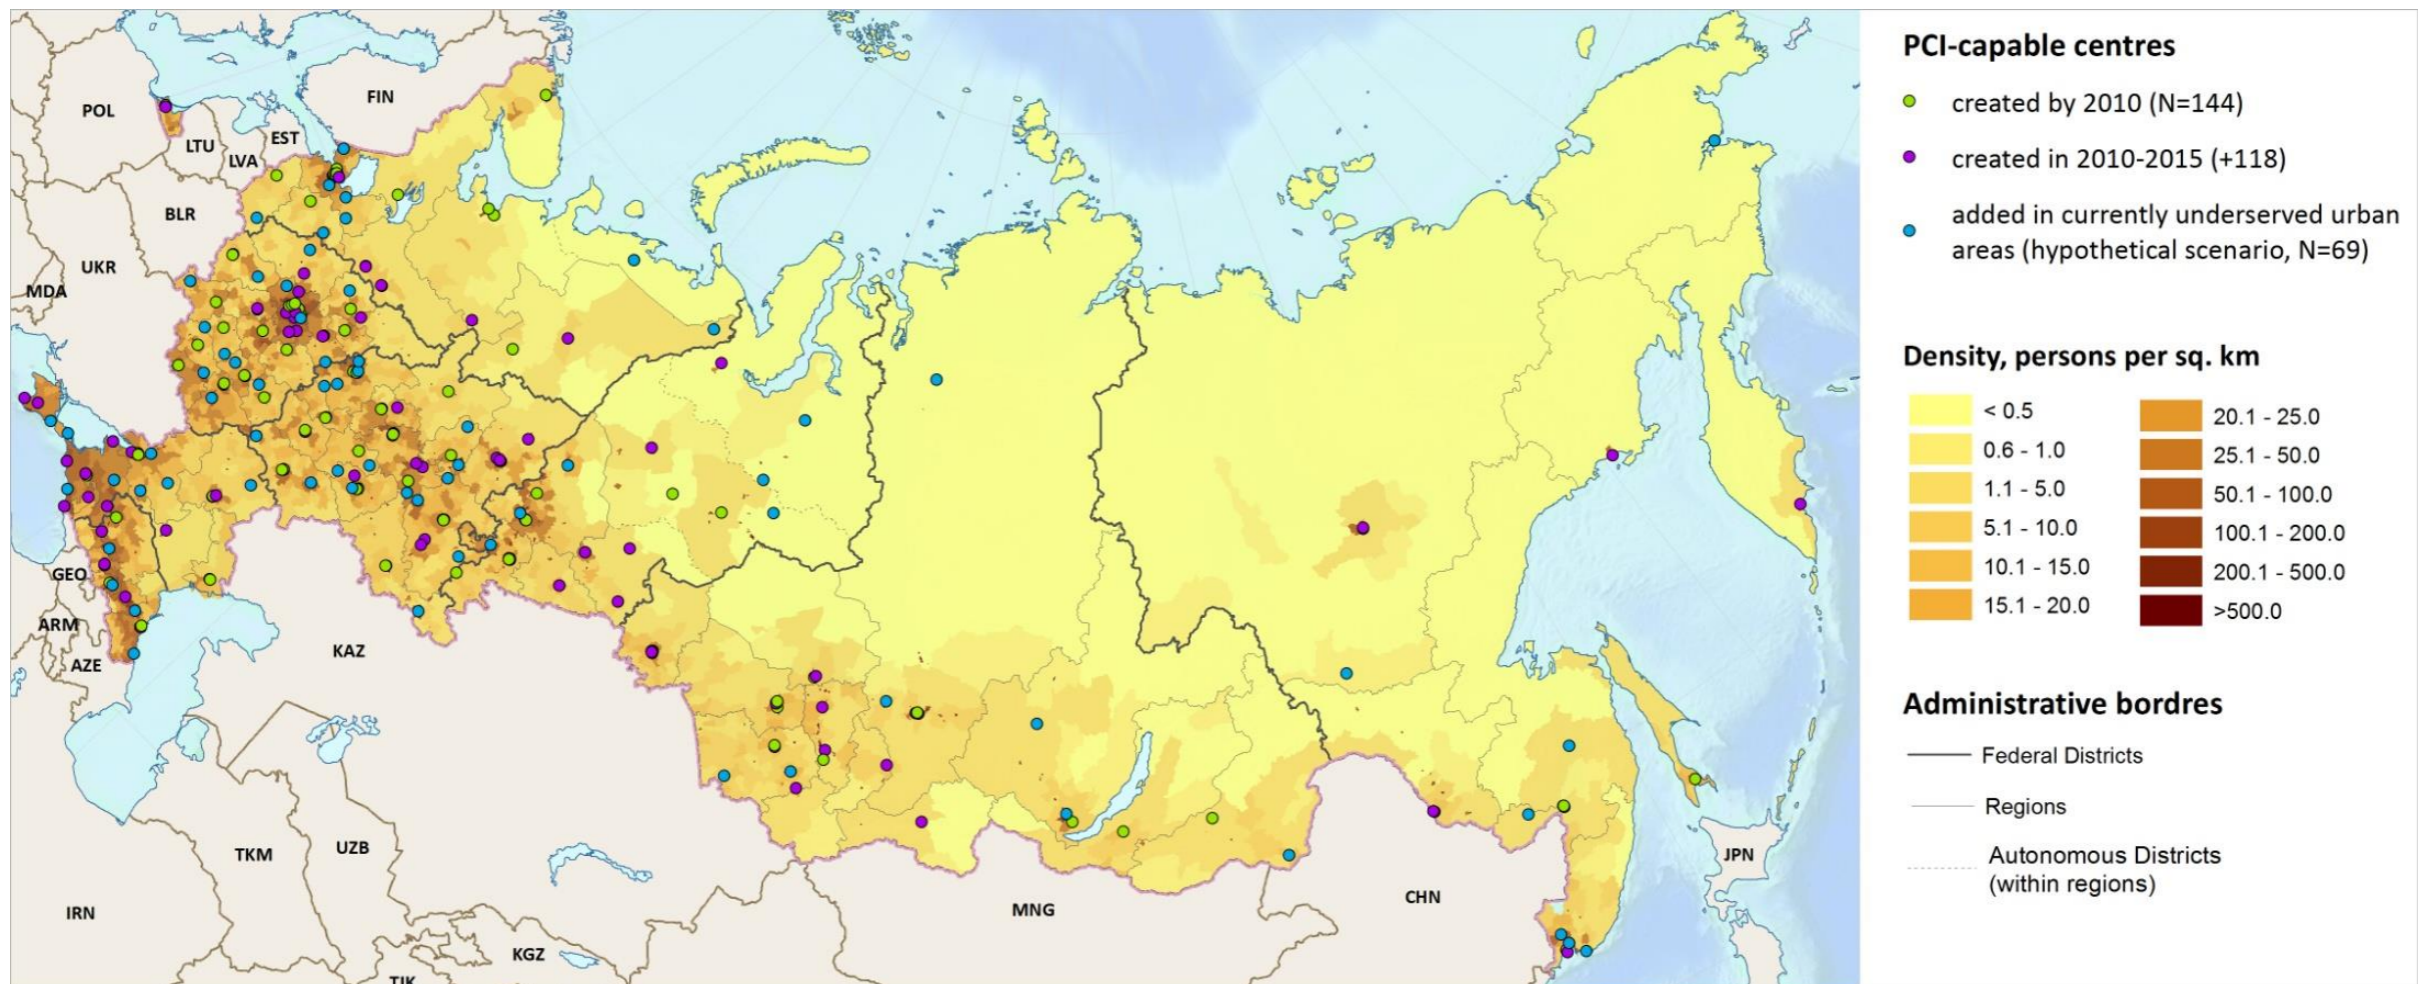 POL
FIN
LTU
EST
LVA
BLR
UKR
MDA
GEO
ARM
AZE
KAZ
TKM
UZB
IRN
KGZ
TJK
MNG
CHN
JPN
PCI-capable centres
created by 2010 (N=144)
created in 2010-2015 (+118)
added in currently underserved urban
areas (hypothetical scenario, N=69)
Density, persons per sq. km
< 0.5
0.6 - 1.0
1.1 - 5.0
5.1 - 10.0
10.1 - 15.0
15.1 - 20.0
20.1 - 25.0
25.1 - 50.0
50.1 - 100.0
100.1 - 200.0
200.1 - 500.0
>500.0
Administrative bordres
Federal Districts
Regions
Autonomous Districts
(within regions)